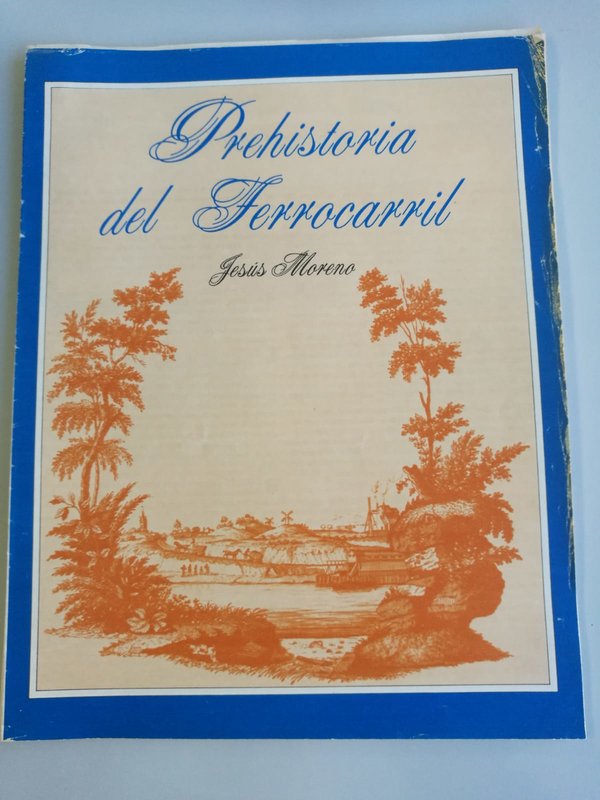 Prehistoria
del Ferrocarril
Jesús Moreno